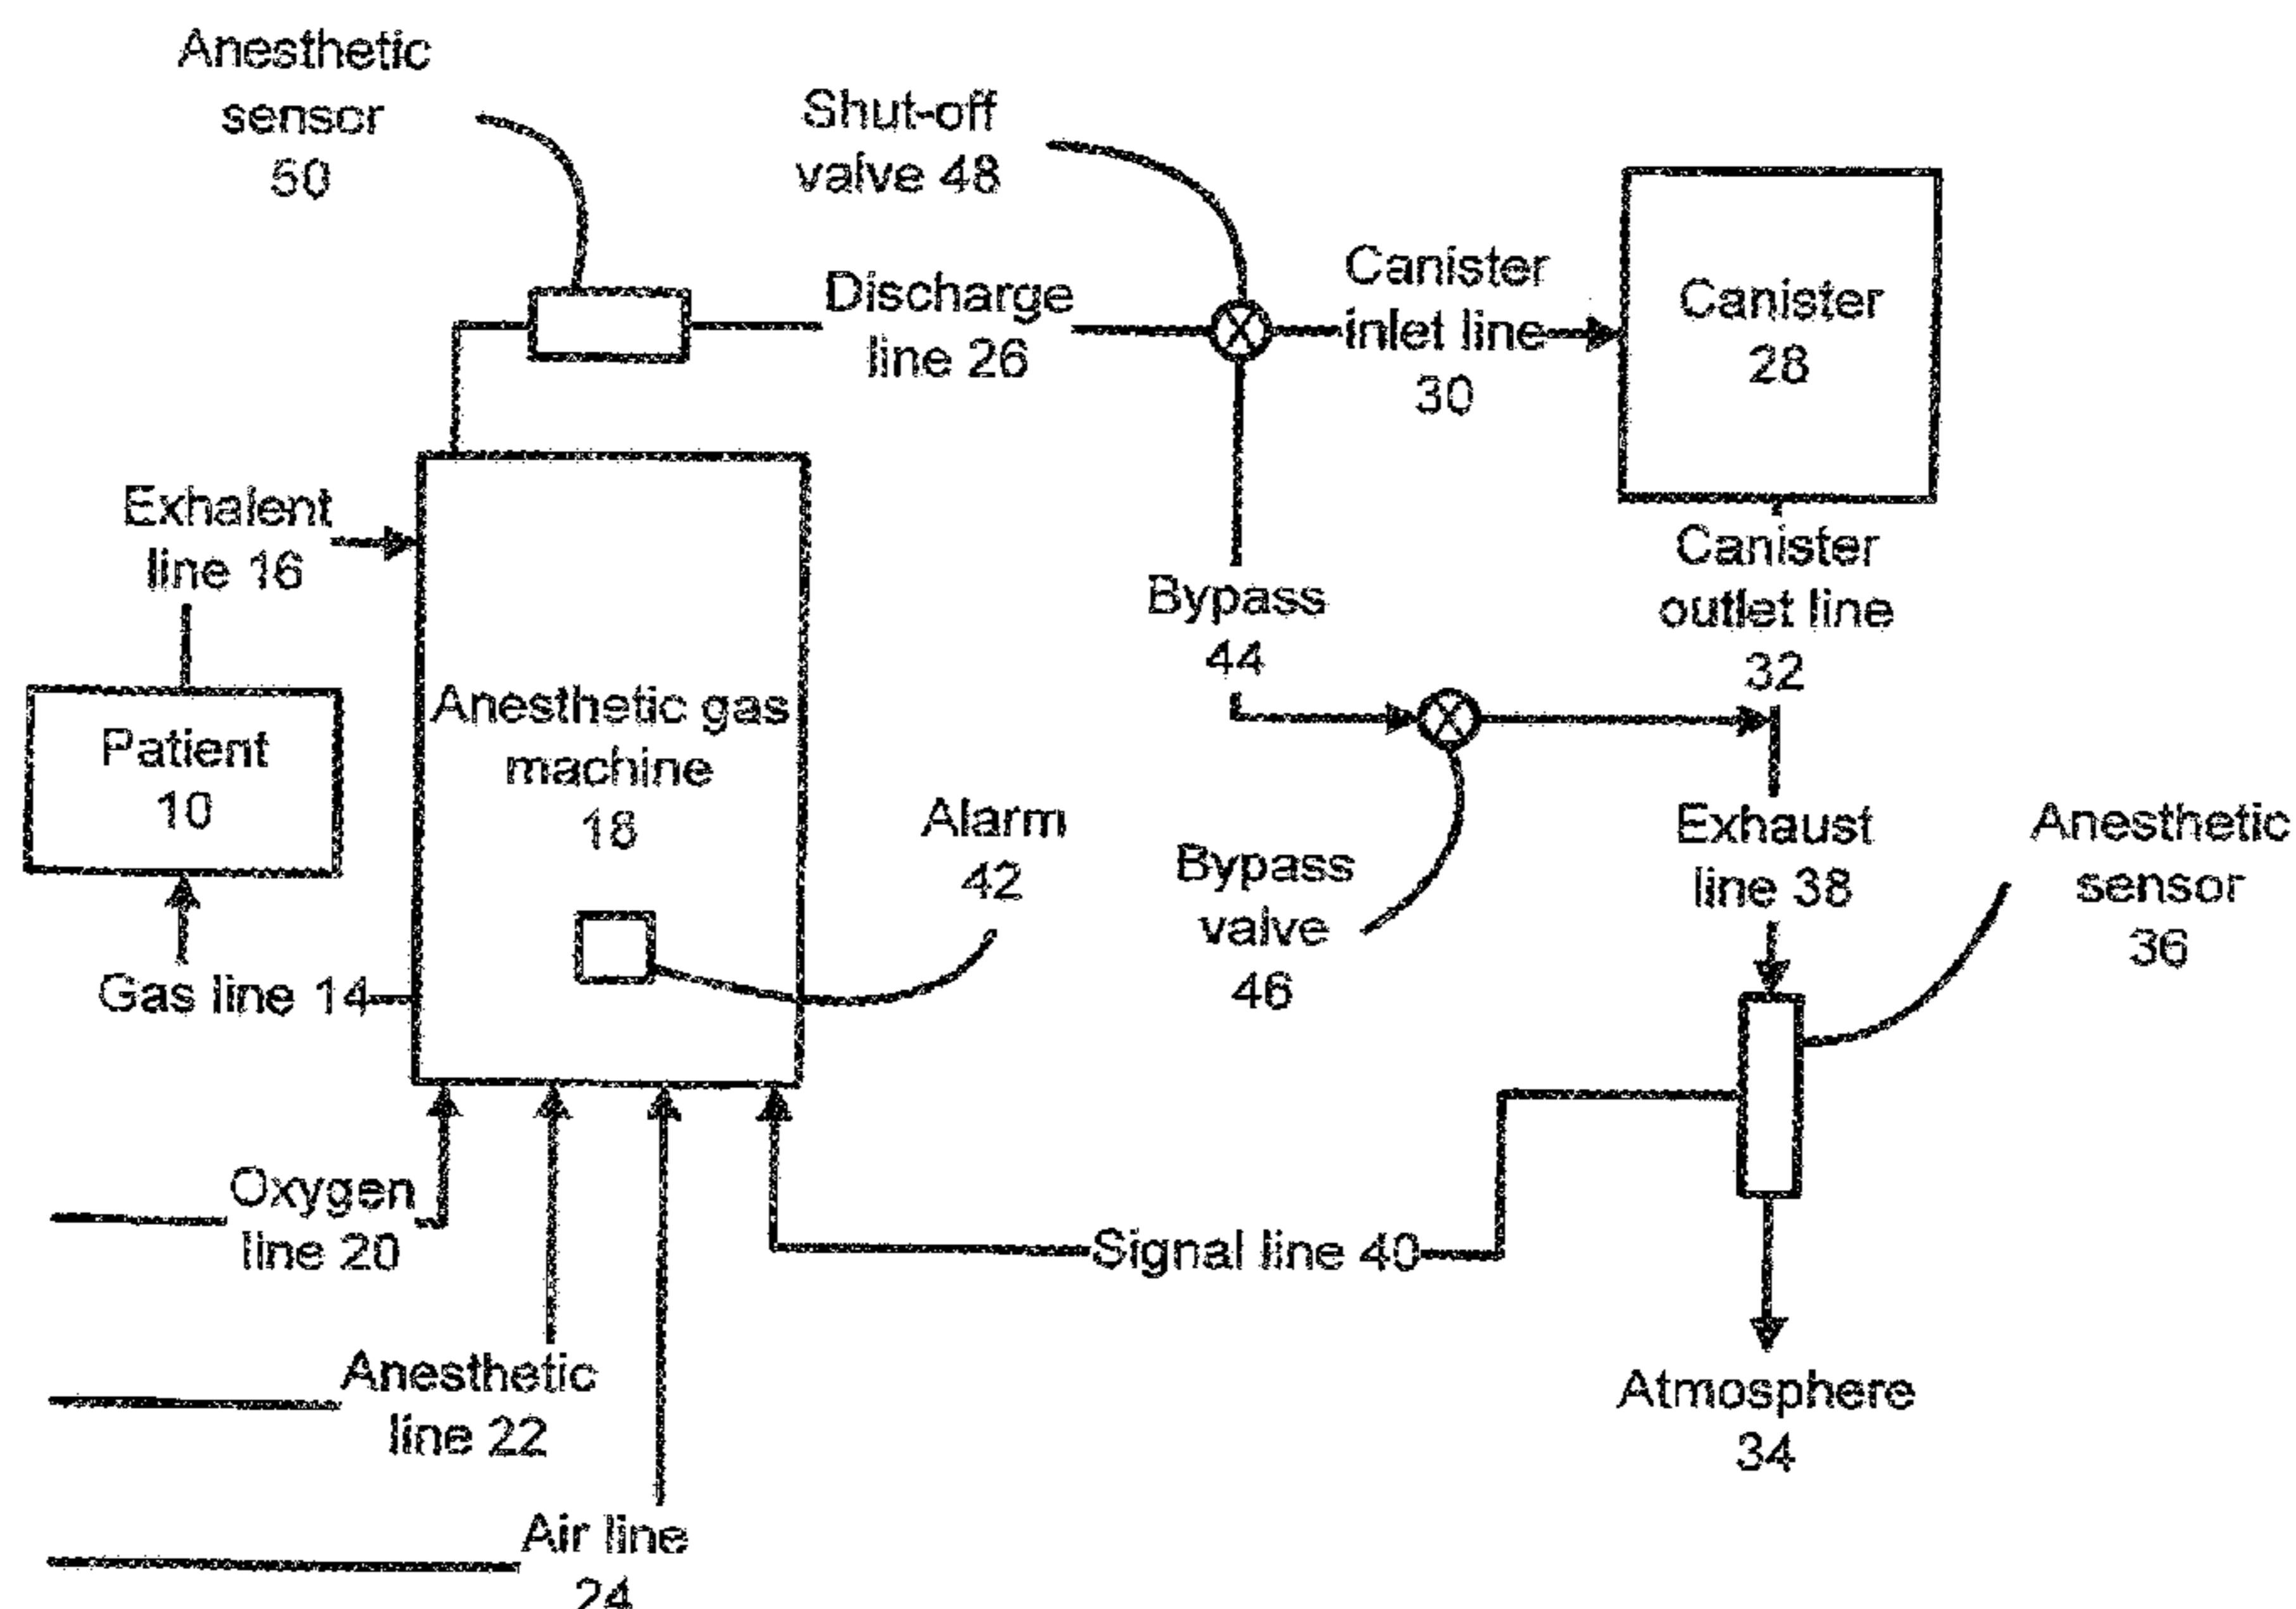 Anesthetic
sensor
50
Shut-off
valve 48
Discharge
line 26
Canister
inlet line
30
Canister
28
Exhalent
line 16
Canister
outlet line
32
Bypass
44
Patient
10
Anesthetic gas
machine
18
Alarm
42
Bypass
valve
46
Exhaust
line 38
Anesthetic
sensor
36
Gas line 14
Oxygen
line 20
Signal line 40
Anesthetic
line 22
Atmosphere
34
Air line
24